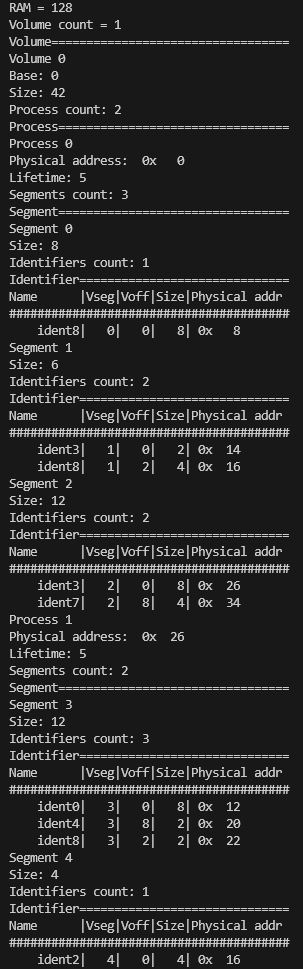 RAM = 128
Volume count = 1
Volume==================================
Volume 0
Base: 0
Size: 42
Process count: 2
Process=================================
Process 0
Physical address:  0x   0
Lifetime: 5
Segments count: 3
Segment=================================
Segment 0
Size: 8
Identifiers count: 1
Identifier==============================
Name      |Vseg|Voff|Size|Physical addr
########################################
    ident8|   0|   0|   8| 0x   8
Segment 1
Size: 6
Identifiers count: 2
Identifier==============================
Name      |Vseg|Voff|Size|Physical addr
########################################
    ident3|   1|   0|   2| 0x  14
    ident8|   1|   2|   4| 0x  16
Segment 2
Size: 12
Identifiers count: 2
Identifier==============================
Name      |Vseg|Voff|Size|Physical addr
########################################
    ident3|   2|   0|   8| 0x  26
    ident7|   2|   8|   4| 0x  34
Process 1
Physical address:  0x  26
Lifetime: 5
Segments count: 2
Segment=================================
Segment 3
Size: 12
Identifiers count: 3
Identifier==============================
Name      |Vseg|Voff|Size|Physical addr
########################################
    ident0|   3|   0|   8| 0x  12
    ident4|   3|   8|   2| 0x  20
    ident8|   3|   2|   2| 0x  22
Segment 4
Size: 4
Identifiers count: 1
Identifier==============================
Name      |Vseg|Voff|Size|Physical addr
########################################
    ident2|   4|   0|   4| 0x  16